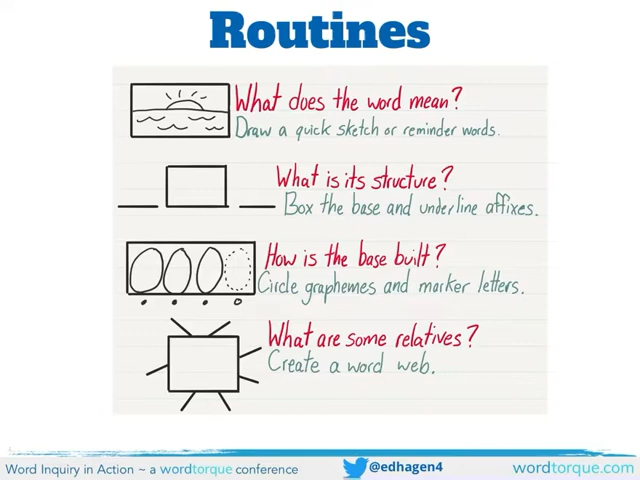 Routines
What does the word mean?
Draw a quick sketch or reminder words.
What is its structure?
Box the base and underline affixes.
How is the base built?
Circle graphemes and marker letters.
What are some relatives?
Create a word web.
Word Inquiry in Action ~ a wordtorque conference
@edhagen4
wordtorque.com